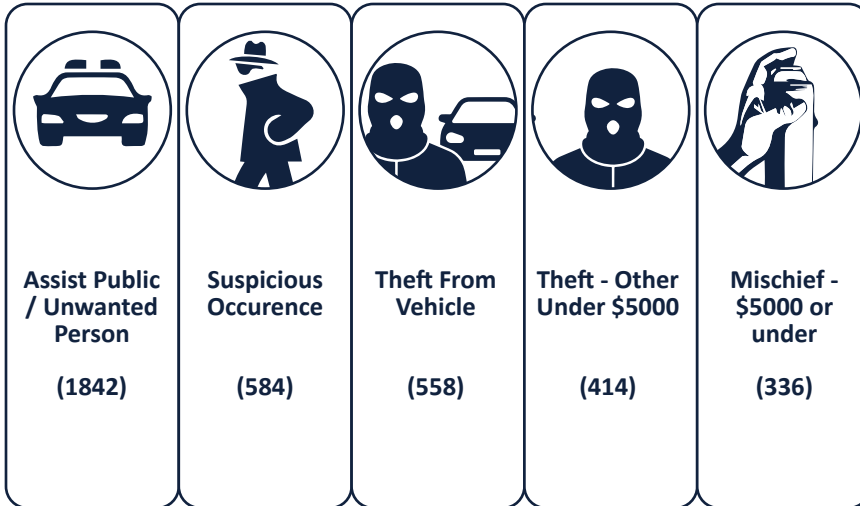 Assist Public
/ Unwanted
Person
(1842)
Suspicious
Occurence
(584)
Theft From
Vehicle
(558)
Theft - Other
Under $5000
(414)
Mischief -
$5000 or
under
(336)